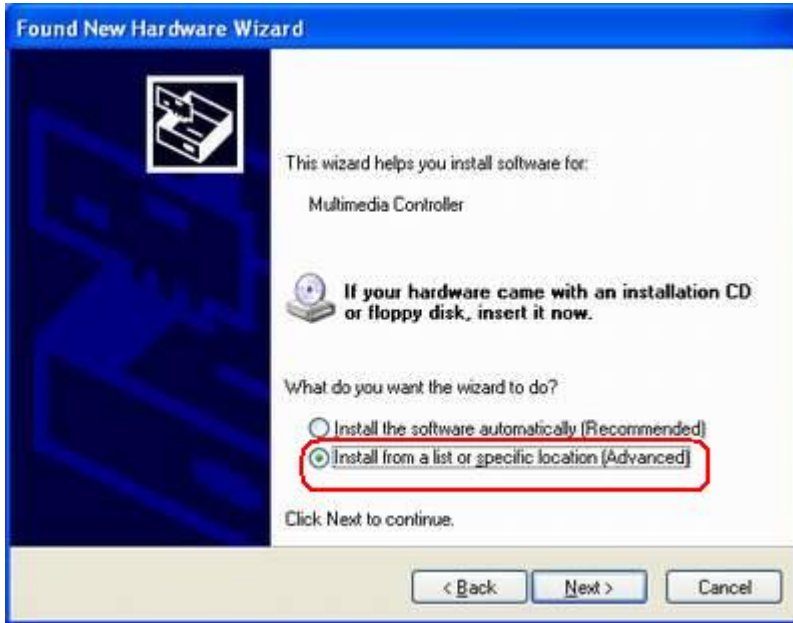 Found New Hardware Wizard
This wizard helps you install software for:
Multimedia Controller
If your hardware came with an installation CD
or floppy disk, insert it now.
What do you want the wizard to do?
Install the software automatically (Recommended)
Install from a list or specific location (Advanced)
Click Next to continue.
< Back Next > Cancel